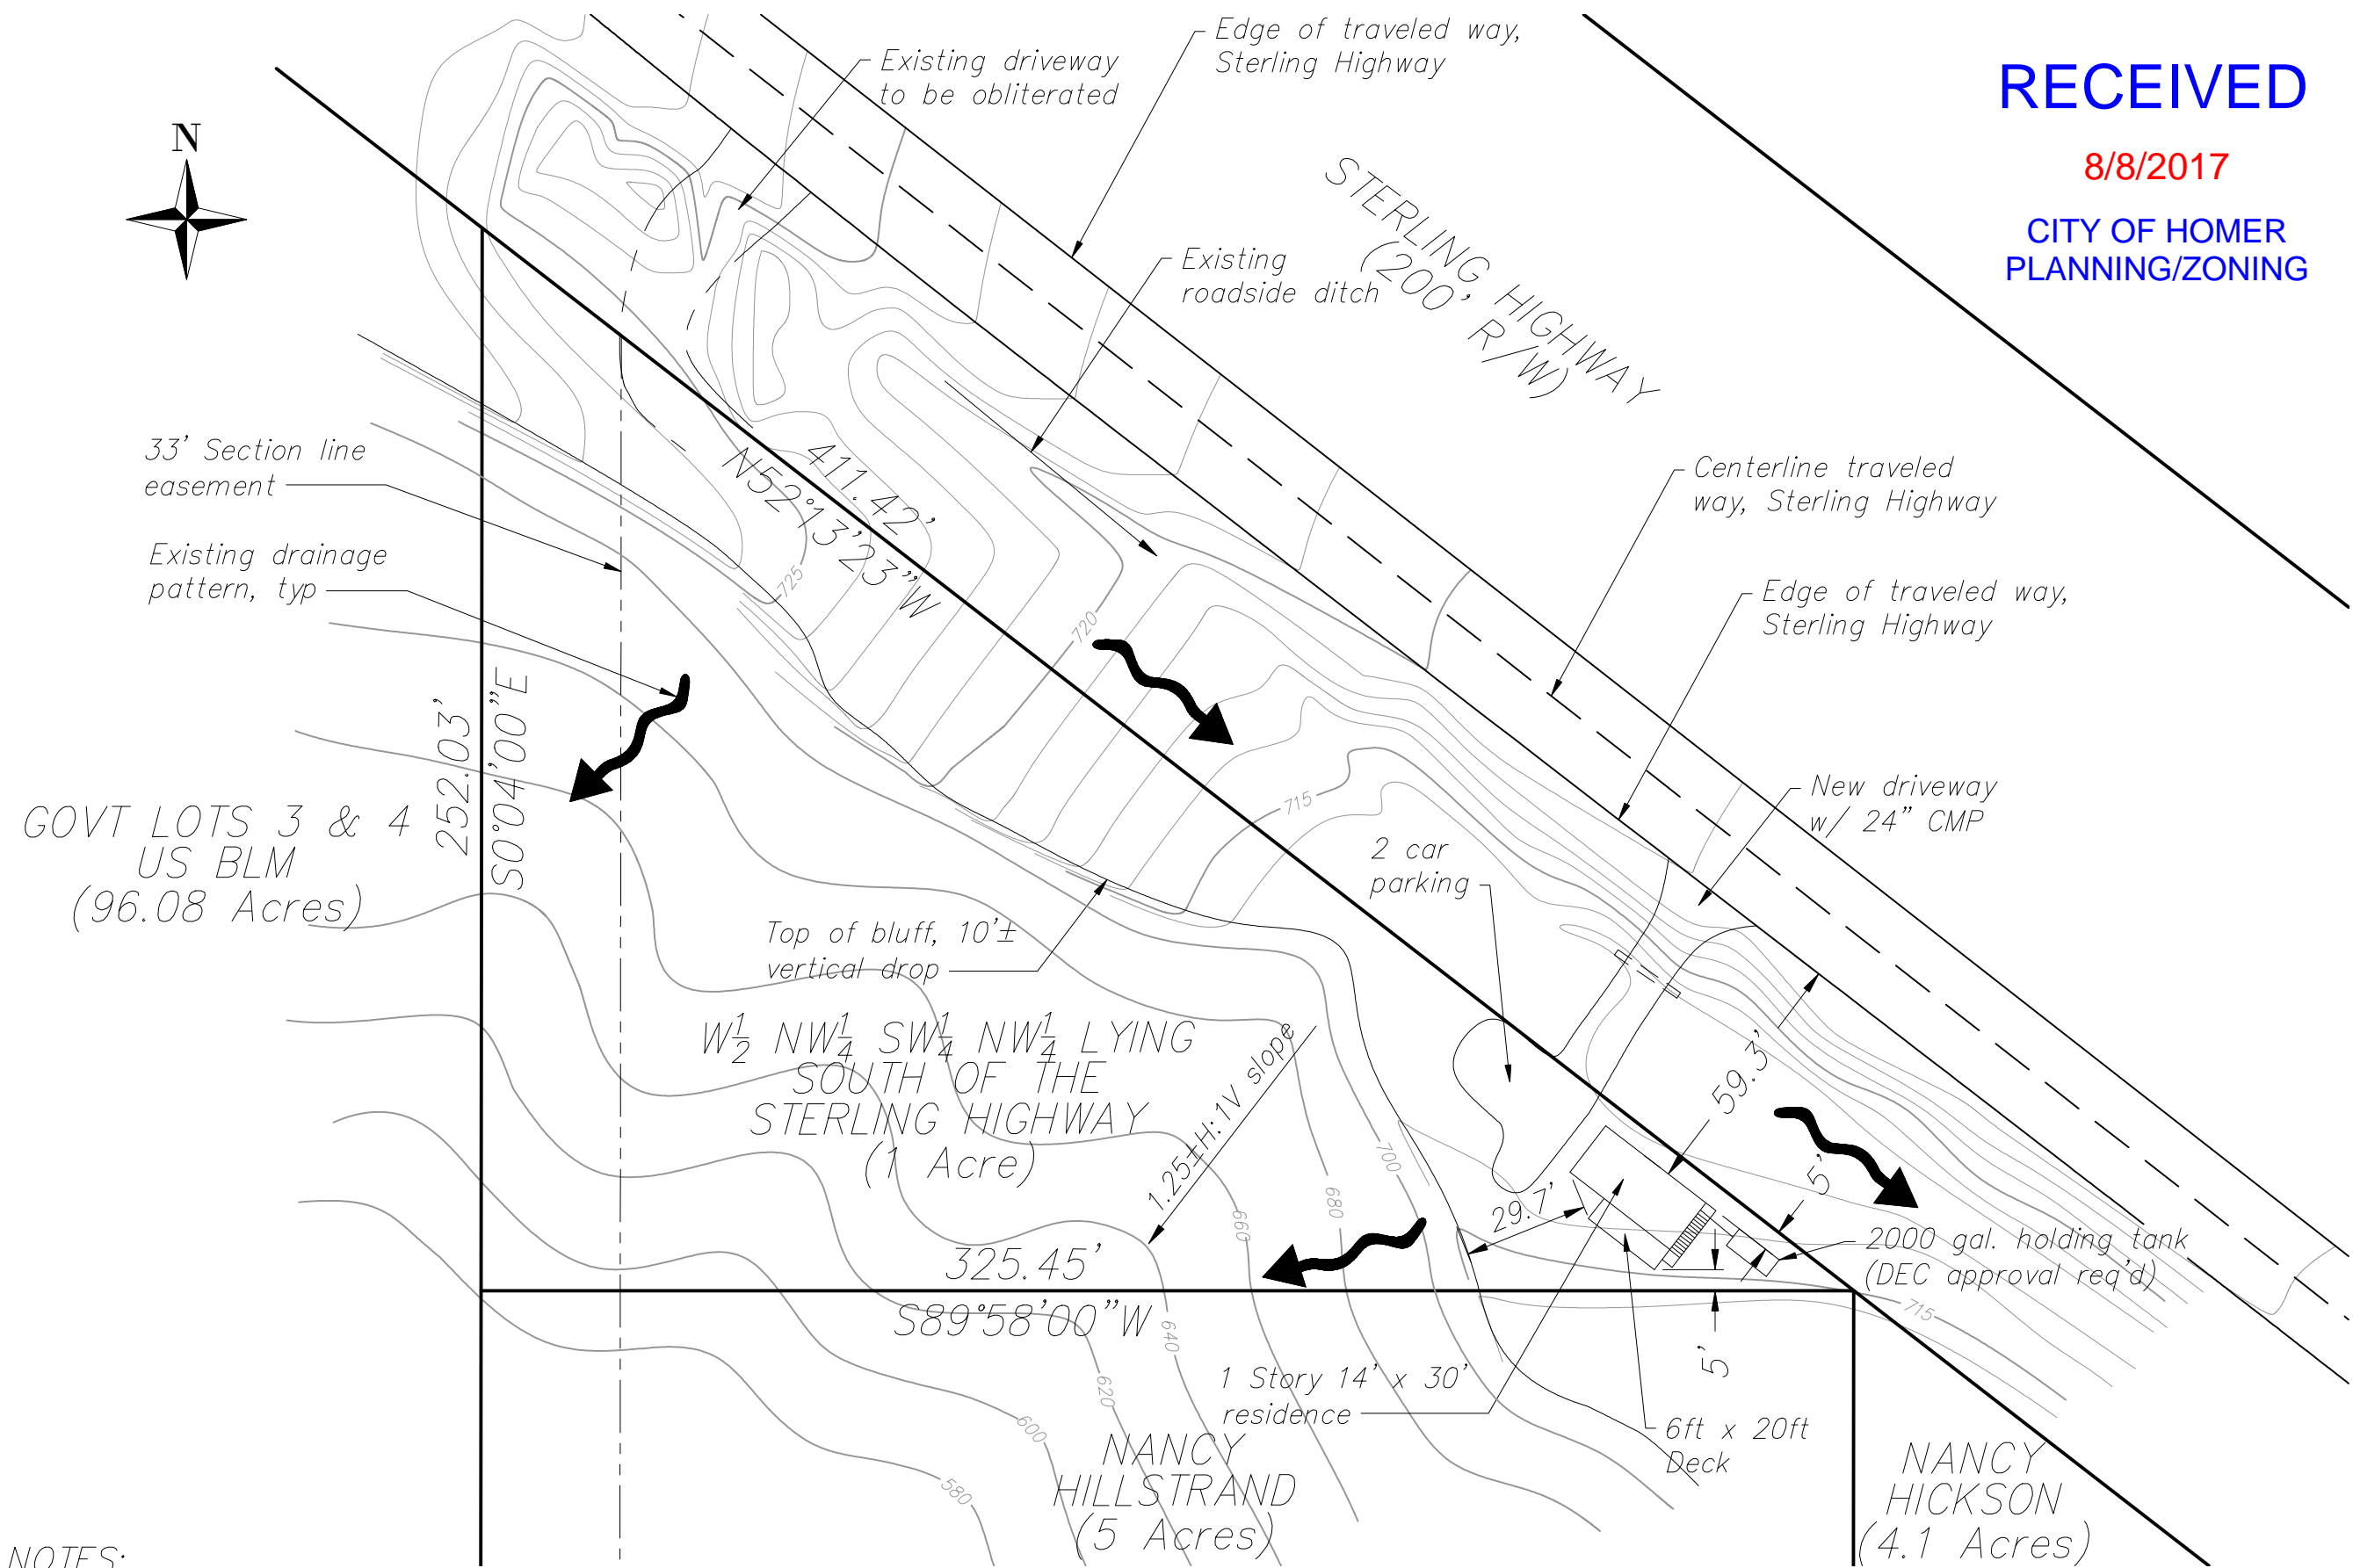 RECEIVED
8/8/2017
CITY OF HOMER
PLANNING/ZONING
N
Existing driveway
to be obliterated
Edge of traveled way,
Sterling Highway
STERLING HIGHWAY
(200' R/W)
Existing
roadside ditch
33' Section line
easement
Existing drainage
pattern, typ
411.42'
N52°13'23"W
725
720
715
Centerline traveled
way, Sterling Highway
Edge of traveled way,
Sterling Highway
New driveway
w/ 24" CMP
2 car
parking
252.03'
S0°04'00"E
GOVT LOTS 3 & 4
US BLM
(96.08 Acres)
Top of bluff, 10'±
vertical drop
W½ NW¼ SW¼ NW¼ LYING
SOUTH OF THE
STERLING HIGHWAY
(1 Acre)
1.25±H:1V slope
59.3'
5'
29.7'
700
680
660
640
620
600
580
2000 gal. holding tank
(DEC approval req'd)
715
325.45'
S89°58'00"W
5'
1 Story 14' x 30'
residence
6ft x 20ft
Deck
NANCY
HILLSTRAND
(5 Acres)
NANCY
HICKSON
(4.1 Acres)
NOTES: